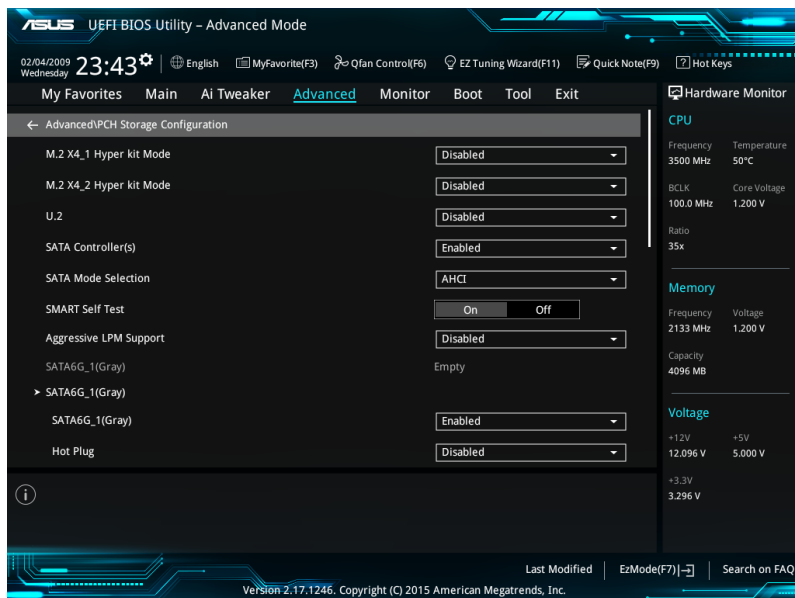 ASUS UEFI BIOS Utility – Advanced Mode
02/04/2009 Wednesday 23:43 English MyFavorite(F3) Qfan Control(F6) EZ Tuning Wizard(F11) Quick Note(F9) ? Hot Keys
My Favorites Main Ai Tweaker Advanced Monitor Boot Tool Exit
← Advanced\PCH Storage Configuration
M.2 X4_1 Hyper kit Mode Disabled
M.2 X4_2 Hyper kit Mode Disabled
U.2 Disabled
SATA Controller(s) Enabled
SATA Mode Selection AHCI
SMART Self Test On Off
Aggressive LPM Support Disabled
SATA6G_1(Gray) Empty
➤ SATA6G_1(Gray)
SATA6G_1(Gray) Enabled
Hot Plug Disabled
i
Hardware Monitor
CPU
Frequency Temperature
3500 MHz 50°C
BCLK Core Voltage
100.0 MHz 1.200 V
Ratio
35x
Memory
Frequency Voltage
2133 MHz 1.200 V
Capacity
4096 MB
Voltage
+12V +5V
12.096 V 5.000 V
+3.3V
3.296 V
Last Modified EzMode(F7) Search on FAQ
Version 2.17.1246. Copyright (C) 2015 American Megatrends, Inc.